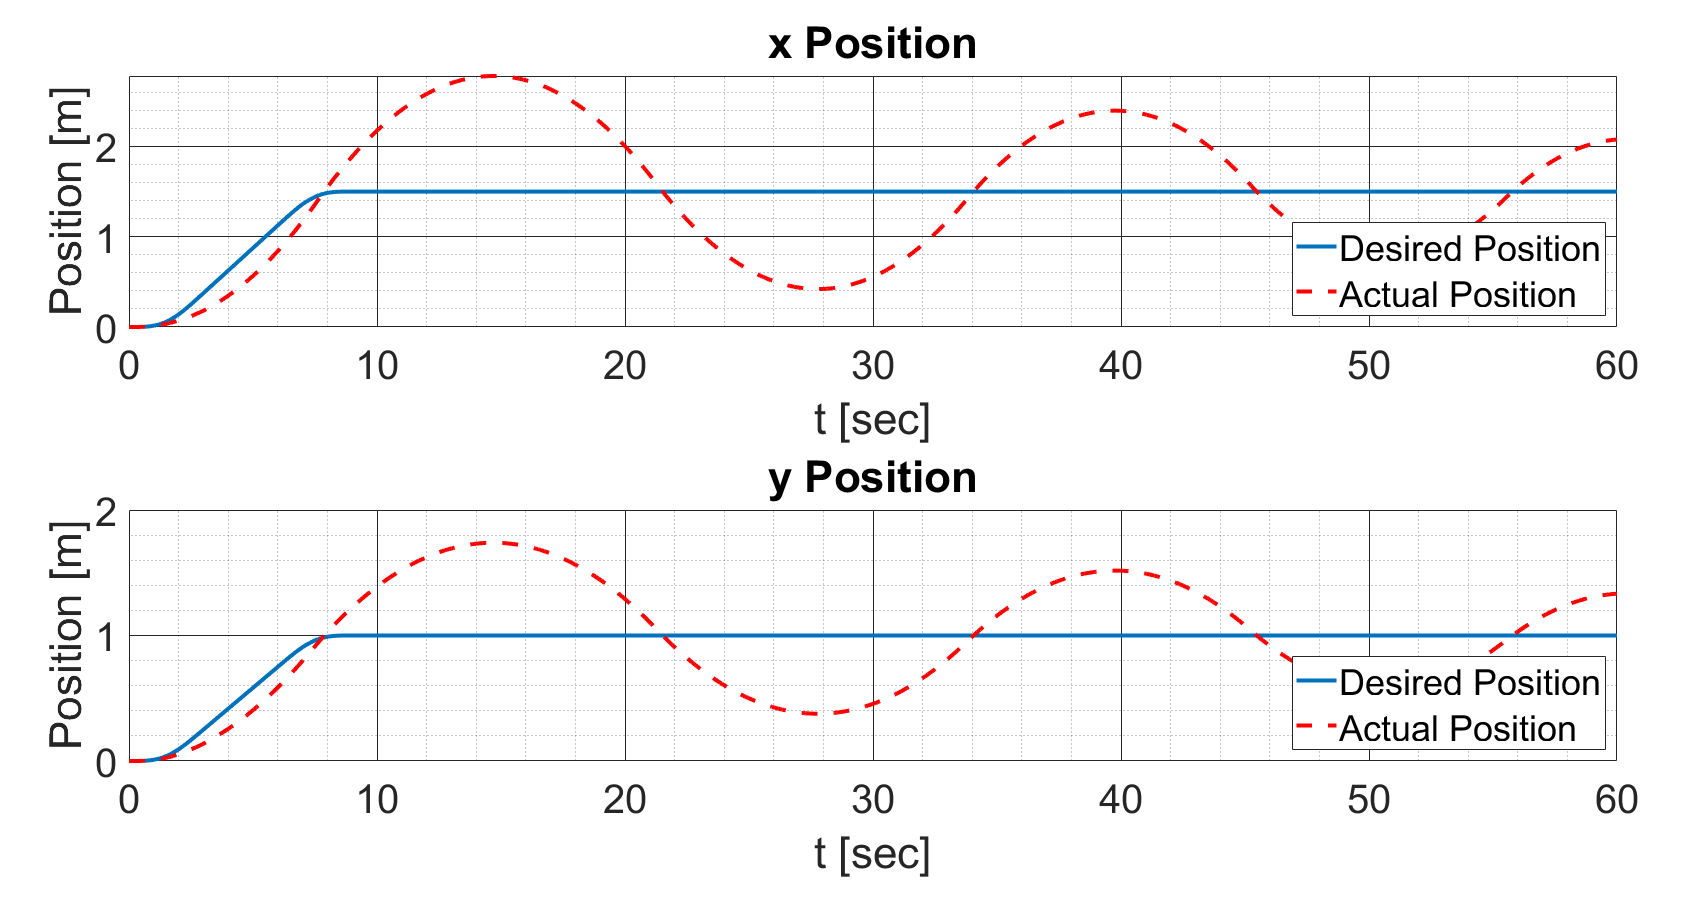 x Position
Position [m]
2
1
0
0 10 20 30 40 50 60
t [sec]
Desired Position
Actual Position
y Position
Position [m]
2
1
0
0 10 20 30 40 50 60
t [sec]
Desired Position
Actual Position